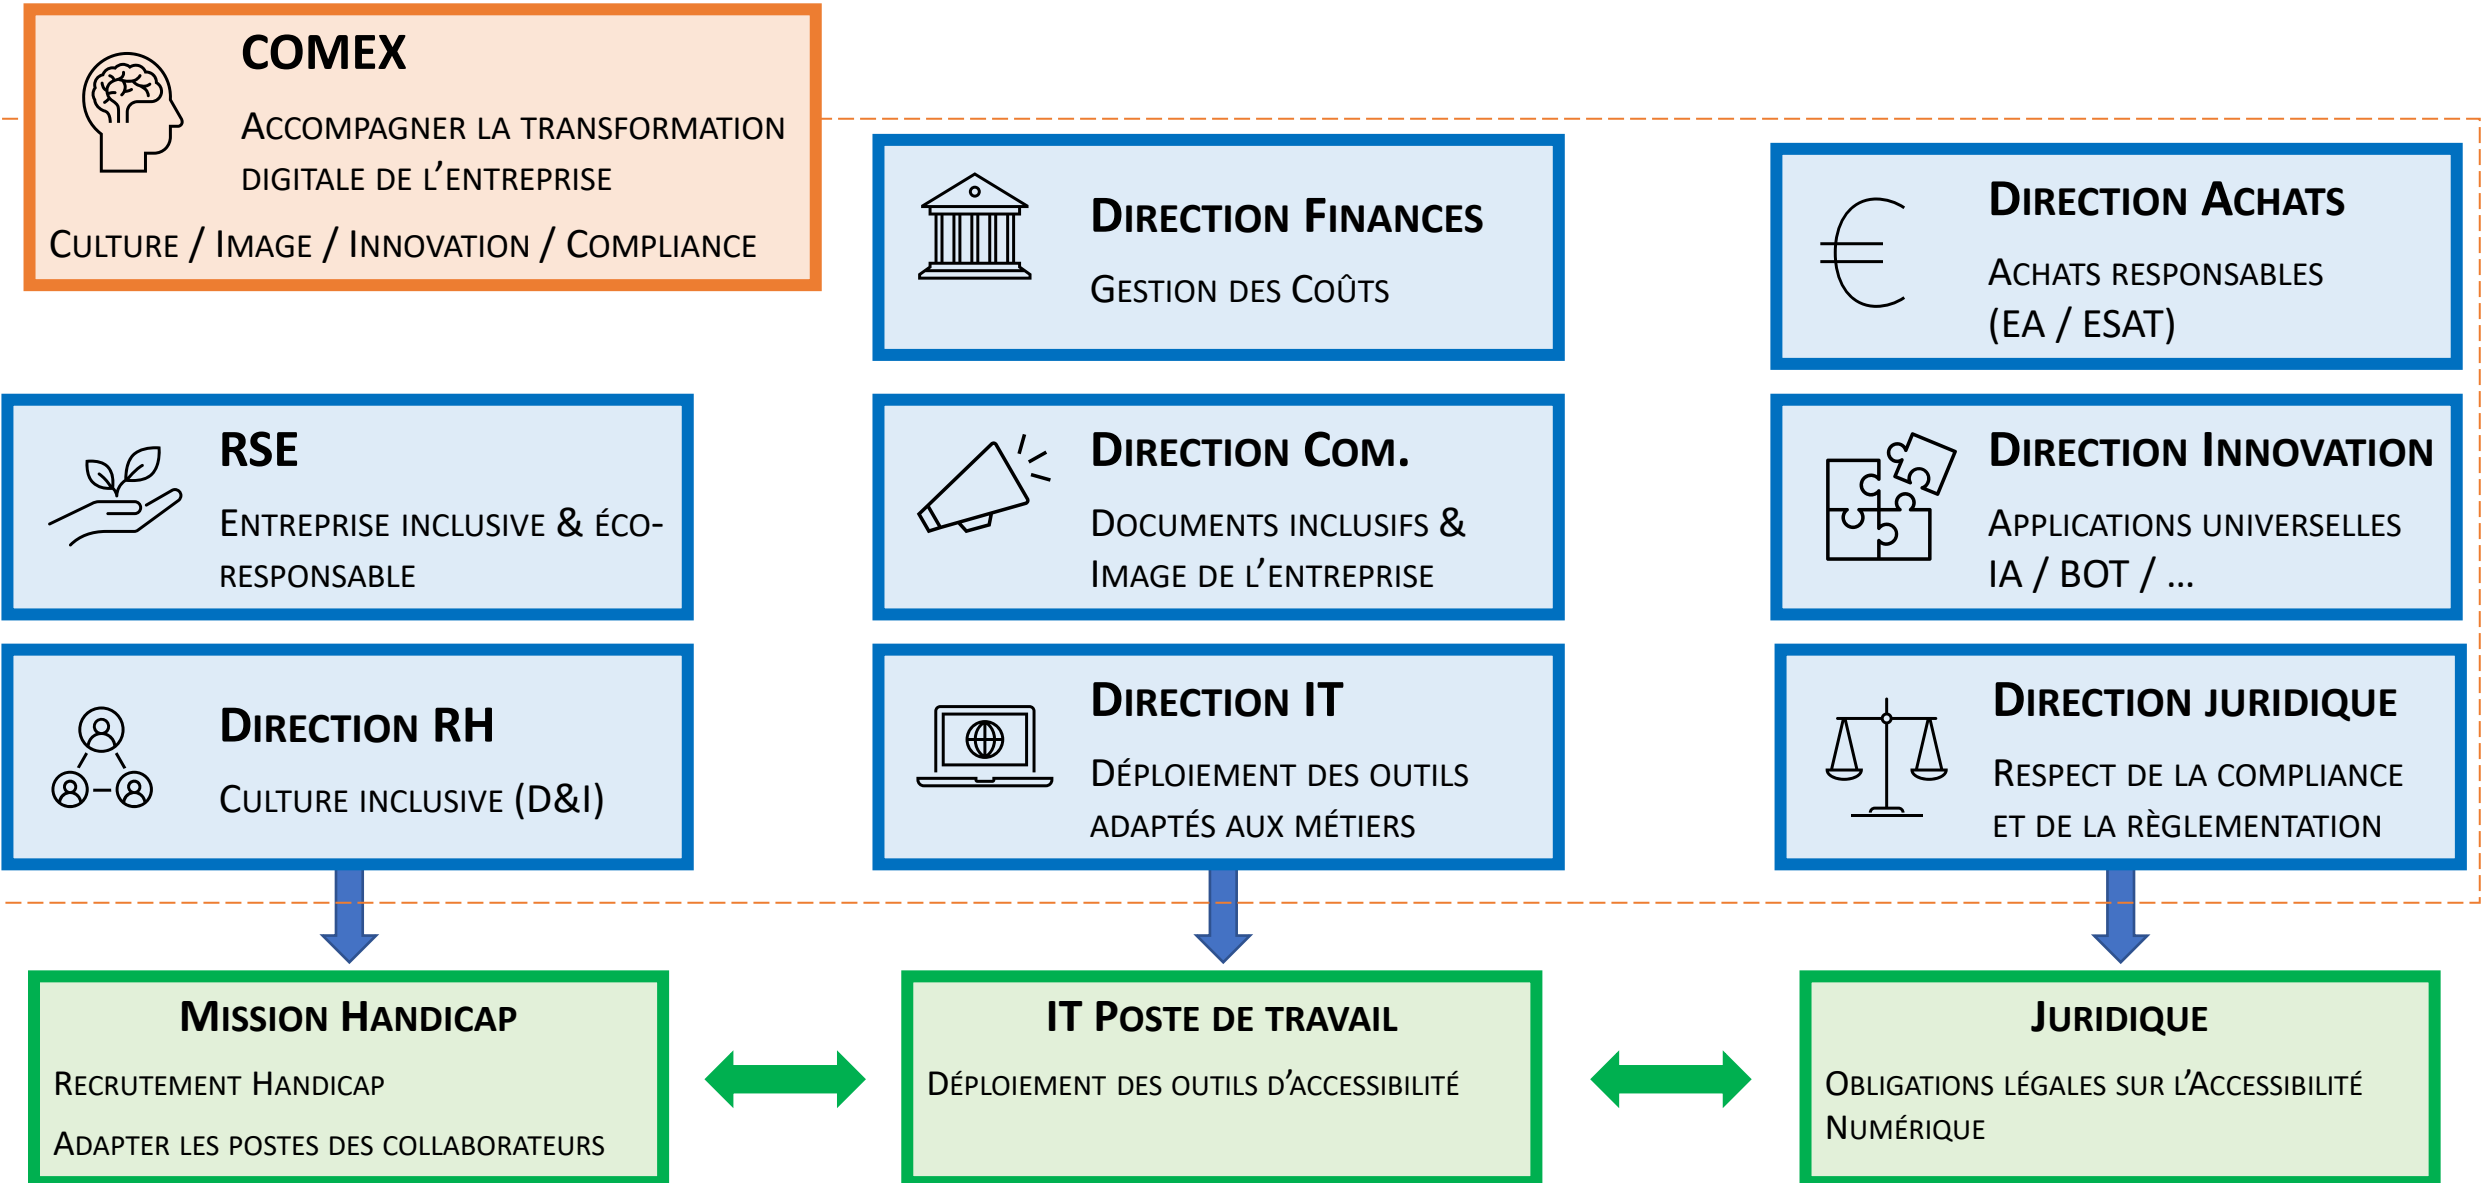 COMEX
Accompagner la transformation
digitale de l'entreprise
Culture / Image / Innovation / Compliance
Direction Finances
Gestion des Coûts
Direction Achats
Achats responsables
(EA / ESAT)
RSE
Entreprise inclusive & éco-
responsable
Direction Com.
Documents inclusifs &
Image de l'entreprise
Direction Innovation
Applications universelles
IA / BOT / ...
Direction RH
Culture inclusive (D&I)
Direction IT
Déploiement des outils
adaptés aux métiers
Direction juridique
Respect de la compliance
et de la règlementation
Mission Handicap
Recrutement Handicap
Adapter les postes des collaborateurs
IT Poste de travail
Déploiement des outils d'accessibilité
Juridique
Obligations légales sur l'Accessibilité
Numérique